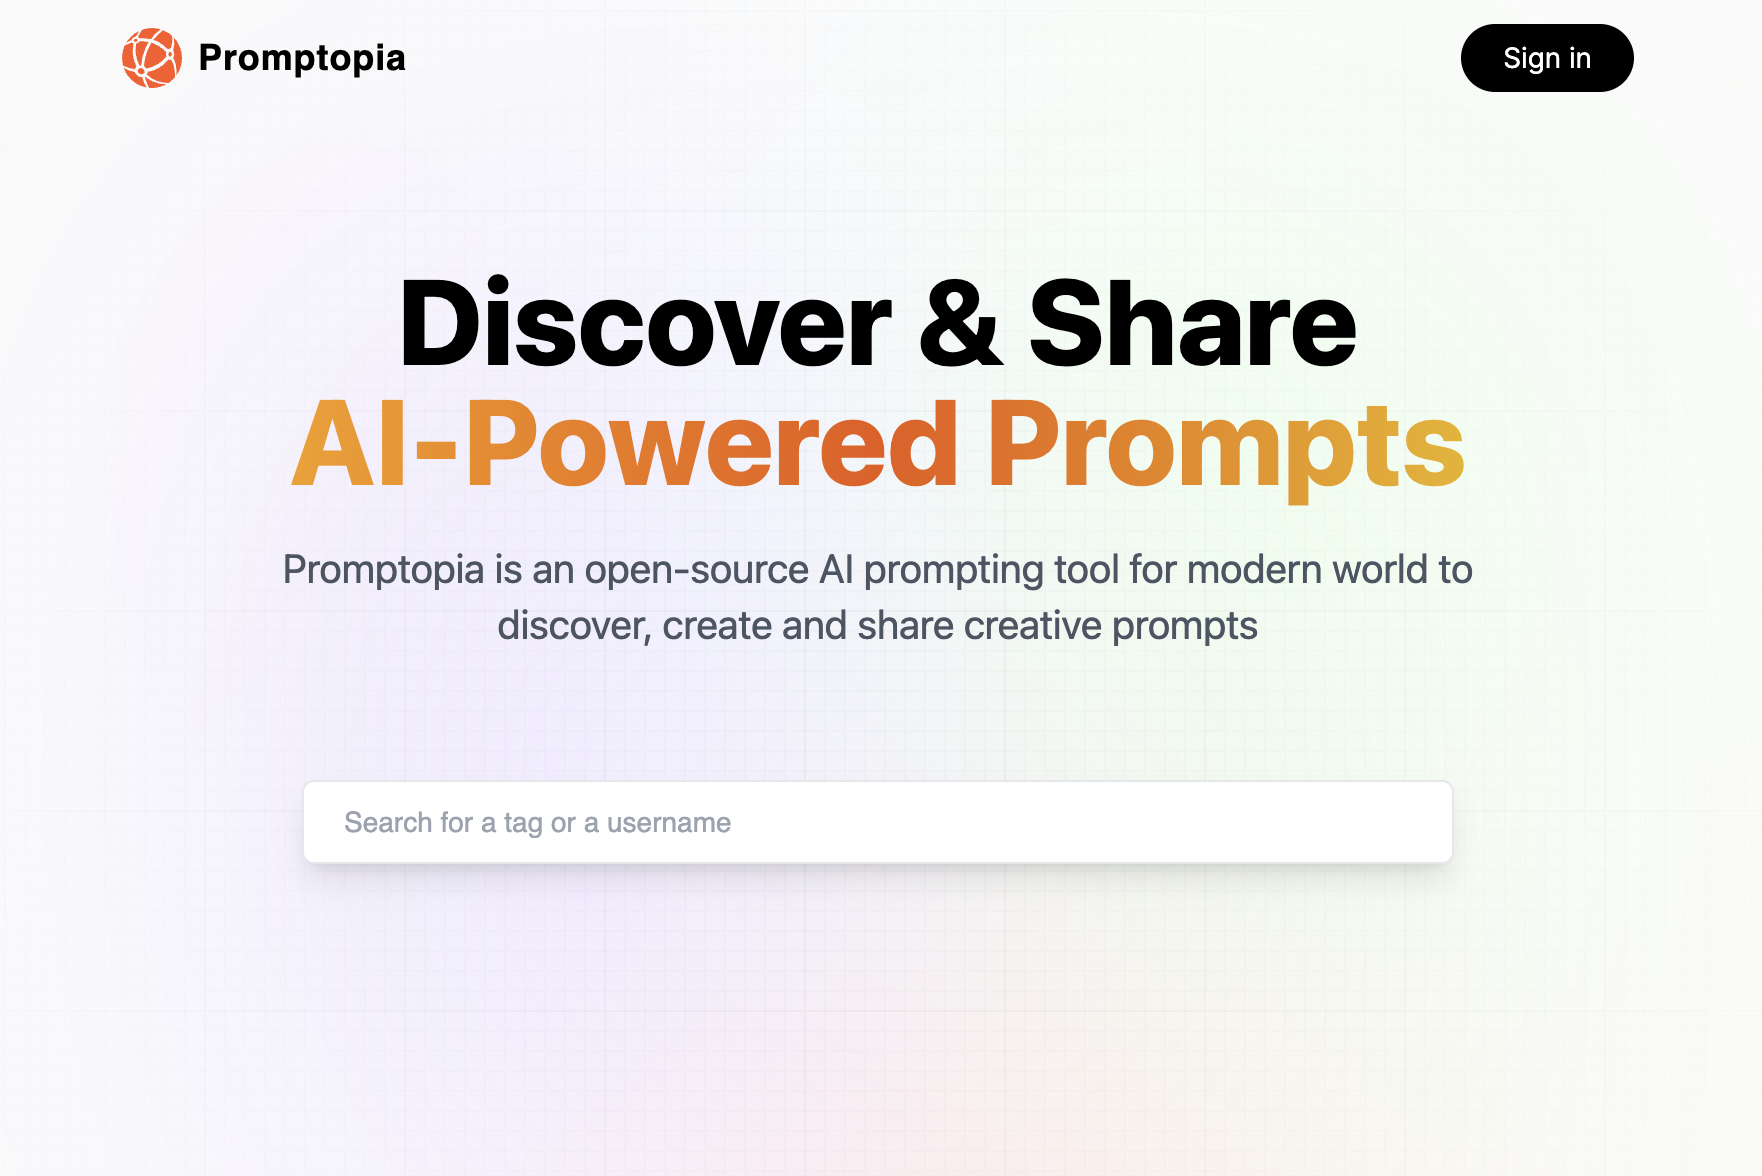 Promptopia
Sign in
Discover & Share
AI-Powered Prompts
Promptopia is an open-source AI prompting tool for modern world to
discover, create and share creative prompts
Search for a tag or a username